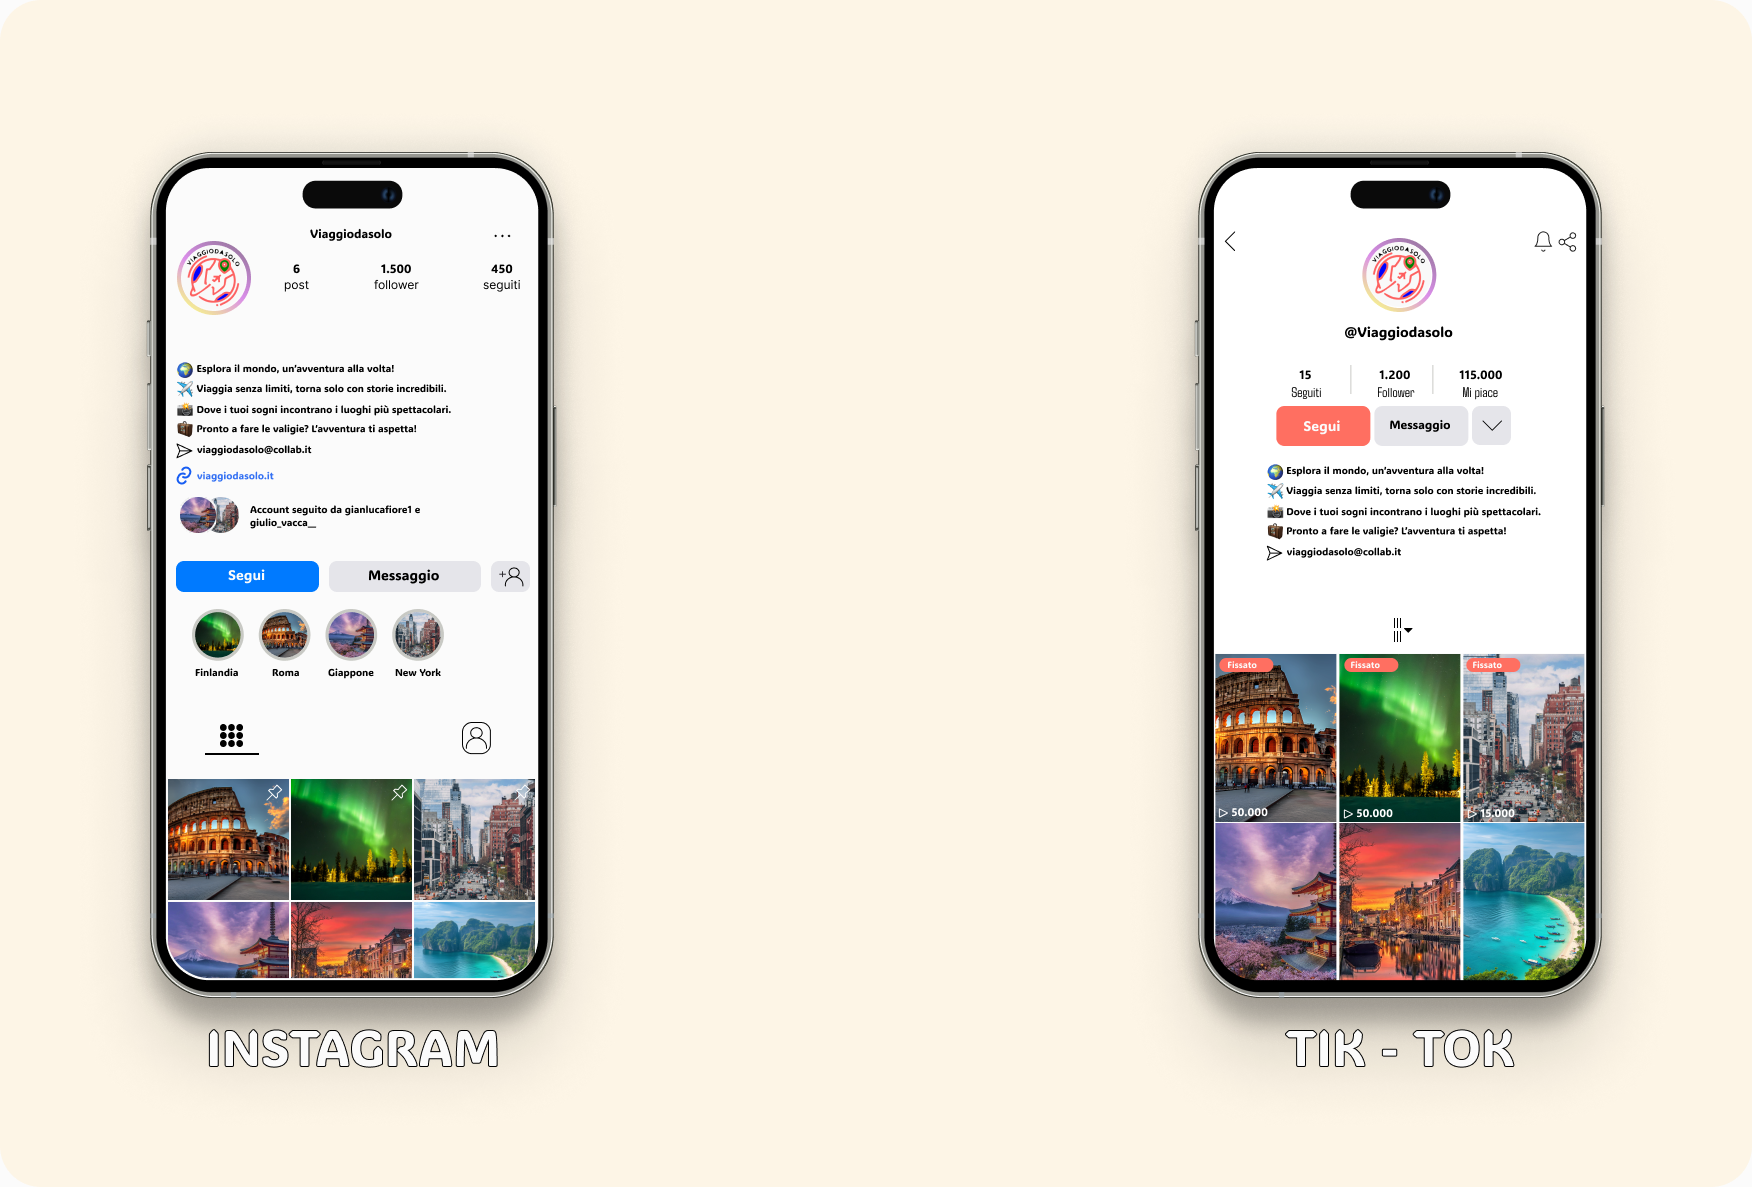 Viaggiodasolo
...
VIAGGIODASOLO
6 1.500 450
post follower seguiti
🌍 Esplora il mondo, un'avventura alla volta!
✈️ Viaggia senza limiti, torna solo con storie incredibili.
📸 Dove i tuoi sogni incontrano i luoghi più spettacolari.
🧳 Pronto a fare le valigie? L'avventura ti aspetta!
viaggiodasolo@collab.it
viaggiodasolo.it
Account seguito da gianlucafiore1 e
giulio_vacca__
Segui Messaggio
Finlandia Roma Giappone New York
INSTAGRAM
VIAGGIODASOLO
@Viaggiodasolo
15 1.200 115.000
Seguiti Follower Mi piace
Segui Messaggio
🌍 Esplora il mondo, un'avventura alla volta!
✈️ Viaggia senza limiti, torna solo con storie incredibili.
📸 Dove i tuoi sogni incontrano i luoghi più spettacolari.
🧳 Pronto a fare le valigie? L'avventura ti aspetta!
viaggiodasolo@collab.it
Fissato Fissato Fissato
50.000 50.000 15.000
TIK - TOK